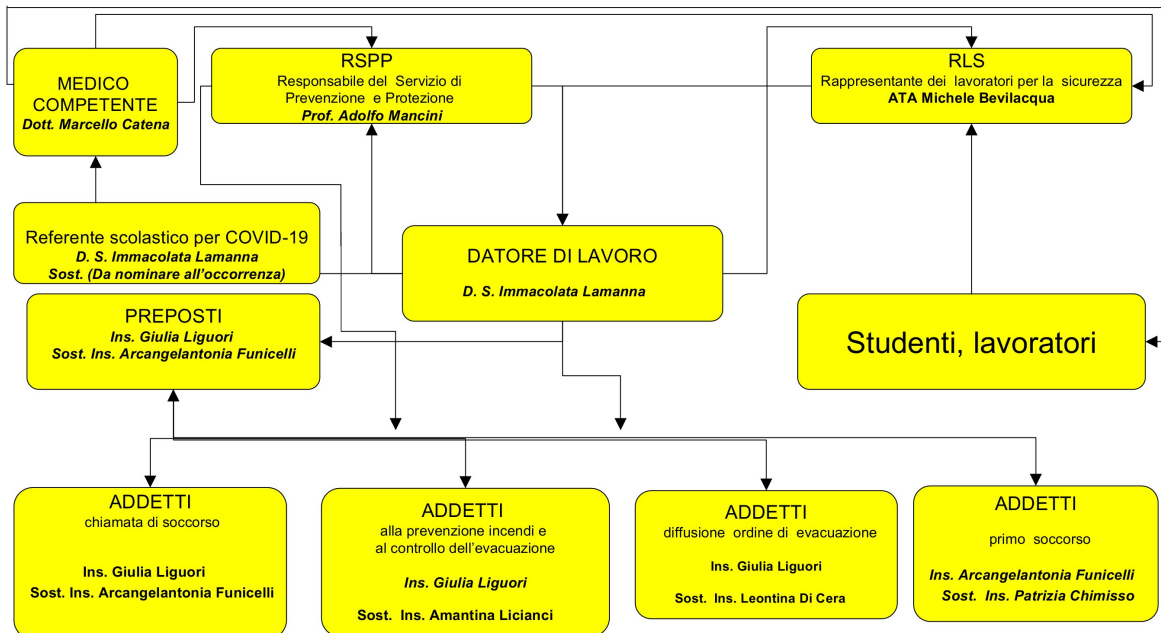 MEDICO
COMPETENTE
Dott. Marcello Catena
RSPP
Responsabile del Servizio di
Prevenzione e Protezione
Prof. Adolfo Mancini
RLS
Rappresentante dei lavoratori per la sicurezza
ATA Michele Bevilacqua
Referente scolastico per COVID-19
D. S. Immacolata Lamanna
Sost. (Da nominare all'occorrenza)
DATORE DI LAVORO
D. S. Immacolata Lamanna
PREPOSTI
Ins. Giulia Liguori
Sost. Ins. Arcangelantonia Funicelli
Studenti, lavoratori
ADDETTI
chiamata di soccorso
Ins. Giulia Liguori
Sost. Ins. Arcangelantonia Funicelli
ADDETTI
alla prevenzione incendi e
al controllo dell'evacuazione
Ins. Giulia Liguori
Sost. Ins. Amantina Licianci
ADDETTI
diffusione ordine di evacuazione
Ins. Giulia Liguori
Sost. Ins. Leontina Di Cera
ADDETTI
primo soccorso
Ins. Arcangelantonia Funicelli
Sost. Ins. Patrizia Chimisso